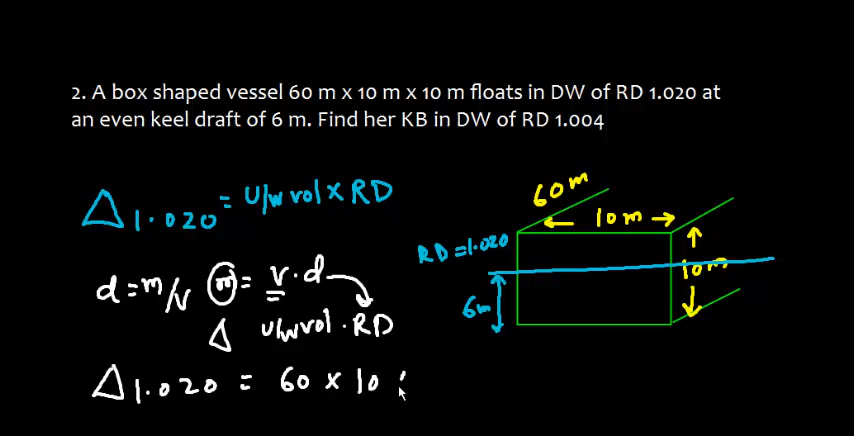 2. A box shaped vessel 60 m x 10 m x 10 m floats in DW of RD 1.020 at
an even keel draft of 6 m. Find her KB in DW of RD 1.004
60m
Δ1.020 = U/w vol x RD
10m
RD = 1.020
10m
d = m/v m = v.d
6m
Δ u/w vol . RD
Δ1.020 = 60 x 10